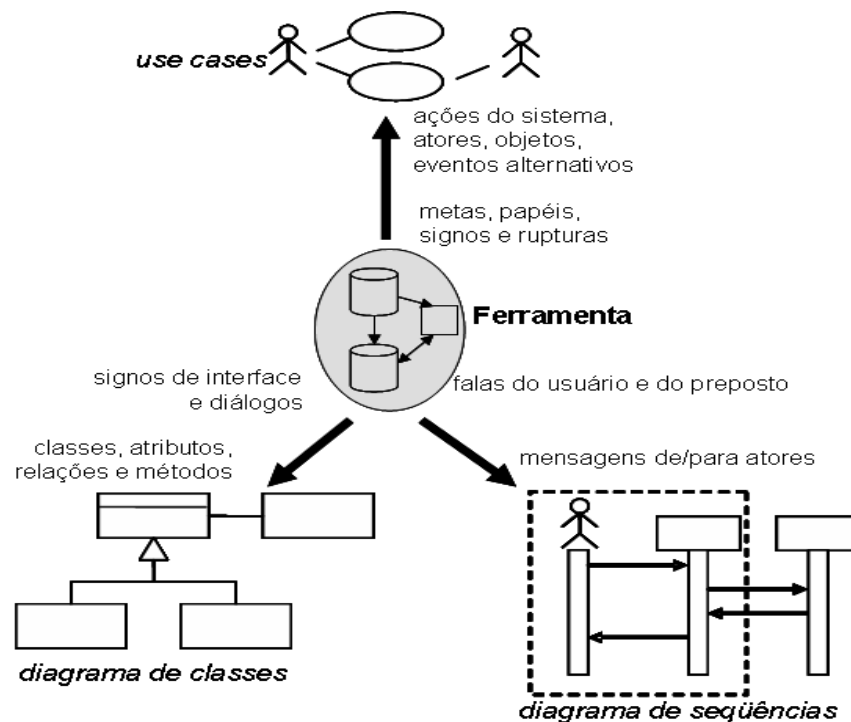 use cases
ações do sistema,
atores, objetos,
eventos alternativos
metas, papéis,
signos e rupturas
Ferramenta
signos de interface
e diálogos
falas do usuário e do preposto
classes, atributos,
relações e métodos
mensagens de/para atores
diagrama de classes
diagrama de seqüências